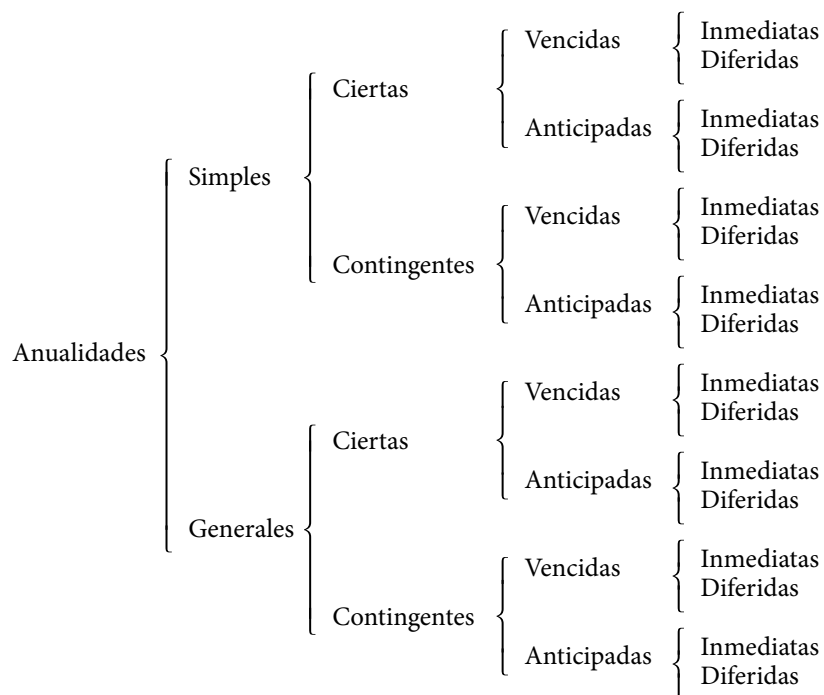 Anualidades
Simples
Ciertas
Vencidas
Inmediatas
Diferidas
Anticipadas
Inmediatas
Diferidas
Contingentes
Vencidas
Inmediatas
Diferidas
Anticipadas
Inmediatas
Diferidas
Generales
Ciertas
Vencidas
Inmediatas
Diferidas
Anticipadas
Inmediatas
Diferidas
Contingentes
Vencidas
Inmediatas
Diferidas
Anticipadas
Inmediatas
Diferidas